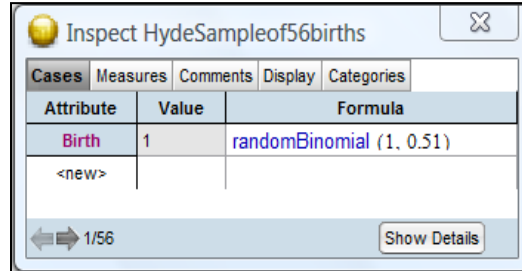 Inspect HydeSampleof56births
Cases Measures Comments Display Categories
Attribute Value Formula
Birth 1 randomBinomial (1, 0.51)
<new>
1/56 Show Details